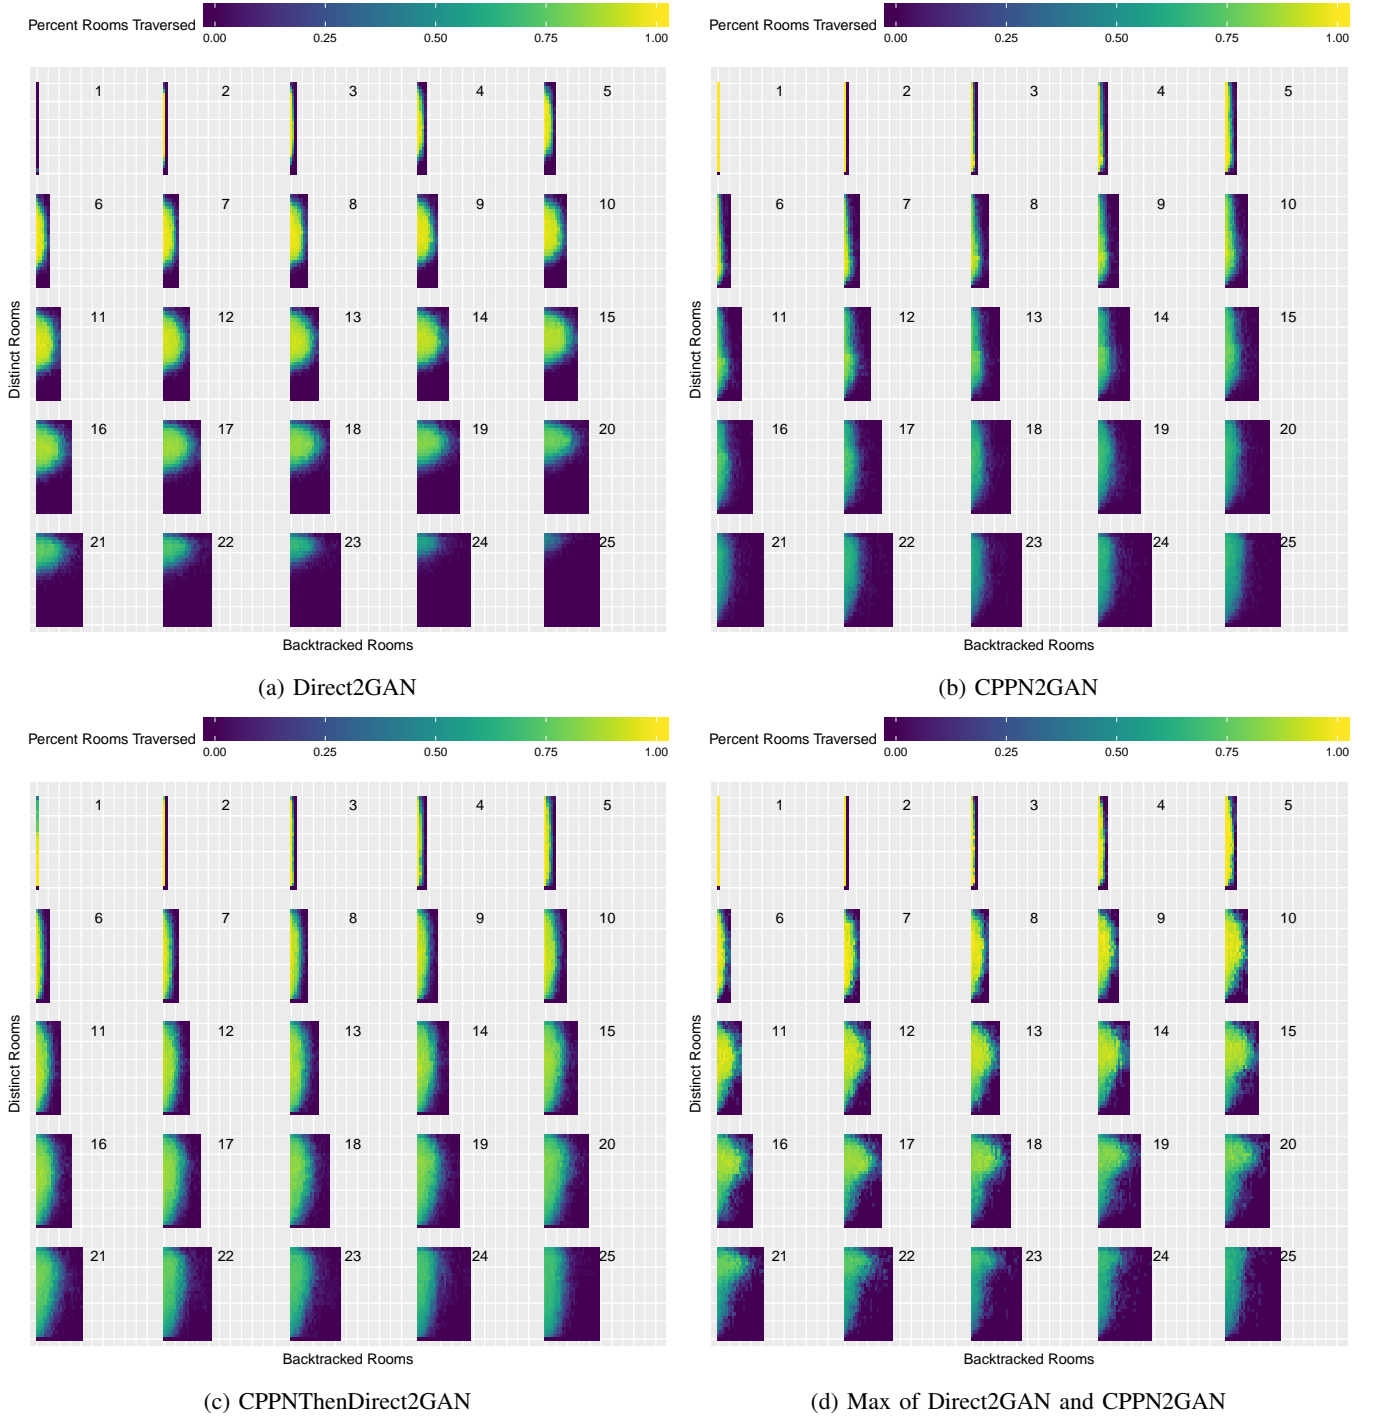 Percent Rooms Traversed
0.00 0.25 0.50 0.75 1.00
Distinct Rooms
1 2 3 4 5
6 7 8 9 10
11 12 13 14 15
16 17 18 19 20
21 22 23 24 25
Backtracked Rooms
(a) Direct2GAN
Percent Rooms Traversed
0.00 0.25 0.50 0.75 1.00
Distinct Rooms
1 2 3 4 5
6 7 8 9 10
11 12 13 14 15
16 17 18 19 20
21 22 23 24 25
Backtracked Rooms
(b) CPPN2GAN
Percent Rooms Traversed
0.00 0.25 0.50 0.75 1.00
Distinct Rooms
1 2 3 4 5
6 7 8 9 10
11 12 13 14 15
16 17 18 19 20
21 22 23 24 25
Backtracked Rooms
(c) CPPNThenDirect2GAN
Percent Rooms Traversed
0.00 0.25 0.50 0.75 1.00
Distinct Rooms
1 2 3 4 5
6 7 8 9 10
11 12 13 14 15
16 17 18 19 20
21 22 23 24 25
Backtracked Rooms
(d) Max of Direct2GAN and CPPN2GAN